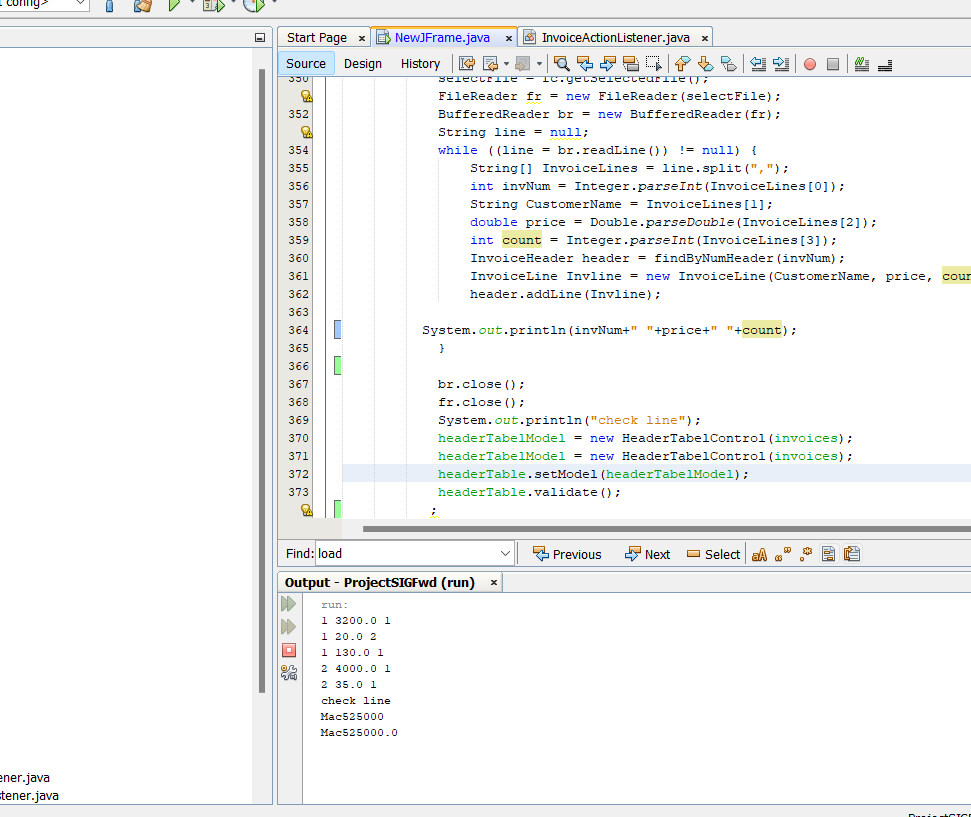 config>
Start Page
NewJFrame.java
InvoiceActionListener.java
Source Design History
350 selectFile = fc.getSelectedFile();
FileReader fr = new FileReader(selectFile);
352 BufferedReader br = new BufferedReader(fr);
String line = null;
354 while ((line = br.readLine()) != null) {
355 String[] InvoiceLines = line.split(",");
356 int invNum = Integer.parseInt(InvoiceLines[0]);
357 String CustomerName = InvoiceLines[1];
358 double price = Double.parseDouble(InvoiceLines[2]);
359 int count = Integer.parseInt(InvoiceLines[3]);
360 InvoiceHeader header = findByNumHeader(invNum);
361 InvoiceLine Invline = new InvoiceLine(CustomerName, price, coun
362 header.addLine(Invline);
363
364 System.out.println(invNum+" "+price+" "+count);
365 }
366
367 br.close();
368 fr.close();
369 System.out.println("check line");
370 headerTabelModel = new HeaderTabelControl(invoices);
371 headerTabelModel = new HeaderTabelControl(invoices);
372 headerTable.setModel(headerTabelModel);
373 headerTable.validate();
;
Find: load Previous Next Select
Output - ProjectSIGFwd (run)
run:
1 3200.0 1
1 20.0 2
1 130.0 1
2 4000.0 1
2 35.0 1
check line
Mac525000
Mac525000.0
ener.java
stener.java